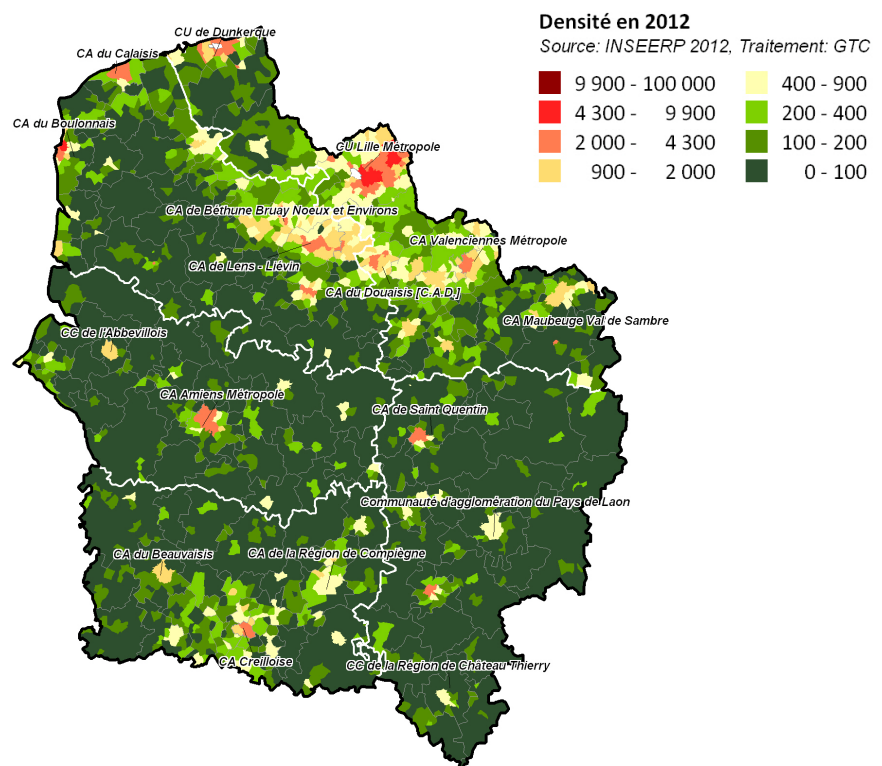 Densité en 2012
Source: INSEERP 2012, Traitement: GTC
9 900 - 100 000
4 300 - 9 900
2 000 - 4 300
900 - 2 000
400 - 900
200 - 400
100 - 200
0 - 100
CU de Dunkerque
CA du Calaisis
CA du Boulonnais
CU Lille Métropole
CA de Béthune Bruay Noeux et Environs
CA Valenciennes Métropole
CA de Lens - Liévin
CA du Douaisis [C.A.D.]
CA Maubeuge Val de Sambre
CC de l'Abbevillois
CA Amiens Métropole
CA de Saint Quentin
Communauté d'agglomération du Pays de Laon
CA du Beauvaisis
CA de la Région de Compiègne
CA Creilloise
CC de la Région de Château Thierry